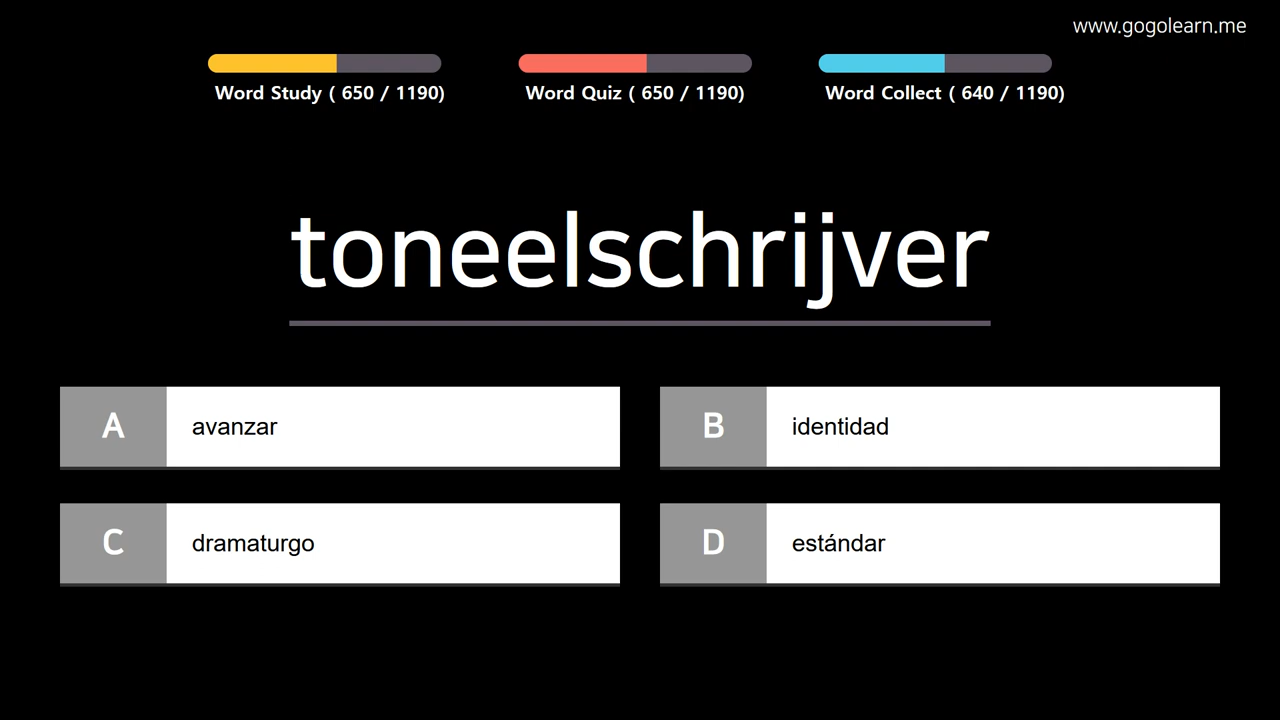 www.gogolearn.me
Word Study ( 650 / 1190)
Word Quiz ( 650 / 1190)
Word Collect ( 640 / 1190)
toneelschrijver
A avanzar
B identidad
C dramaturgo
D estándar